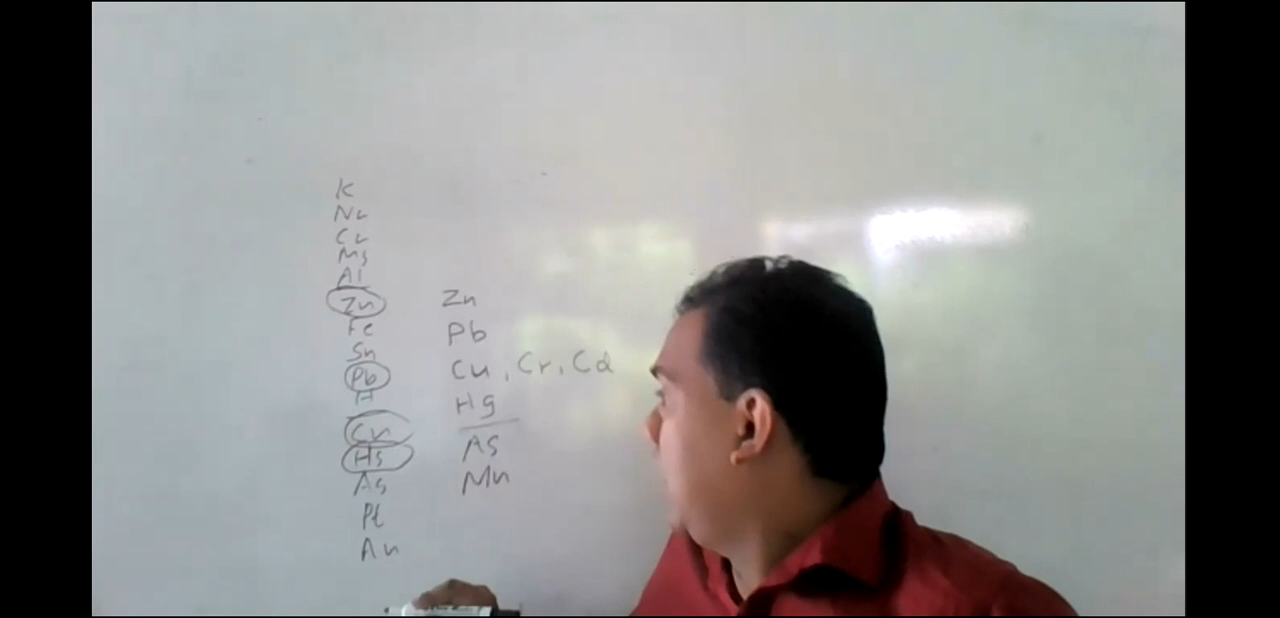 K
Na
Ca
Mg
Al
Zn
Fe
Sn
Pb
H
Cu
Hg
Ag
Pt
Au
Zn
Pb
Cu, Cr, Cd
Hg
As
Mn